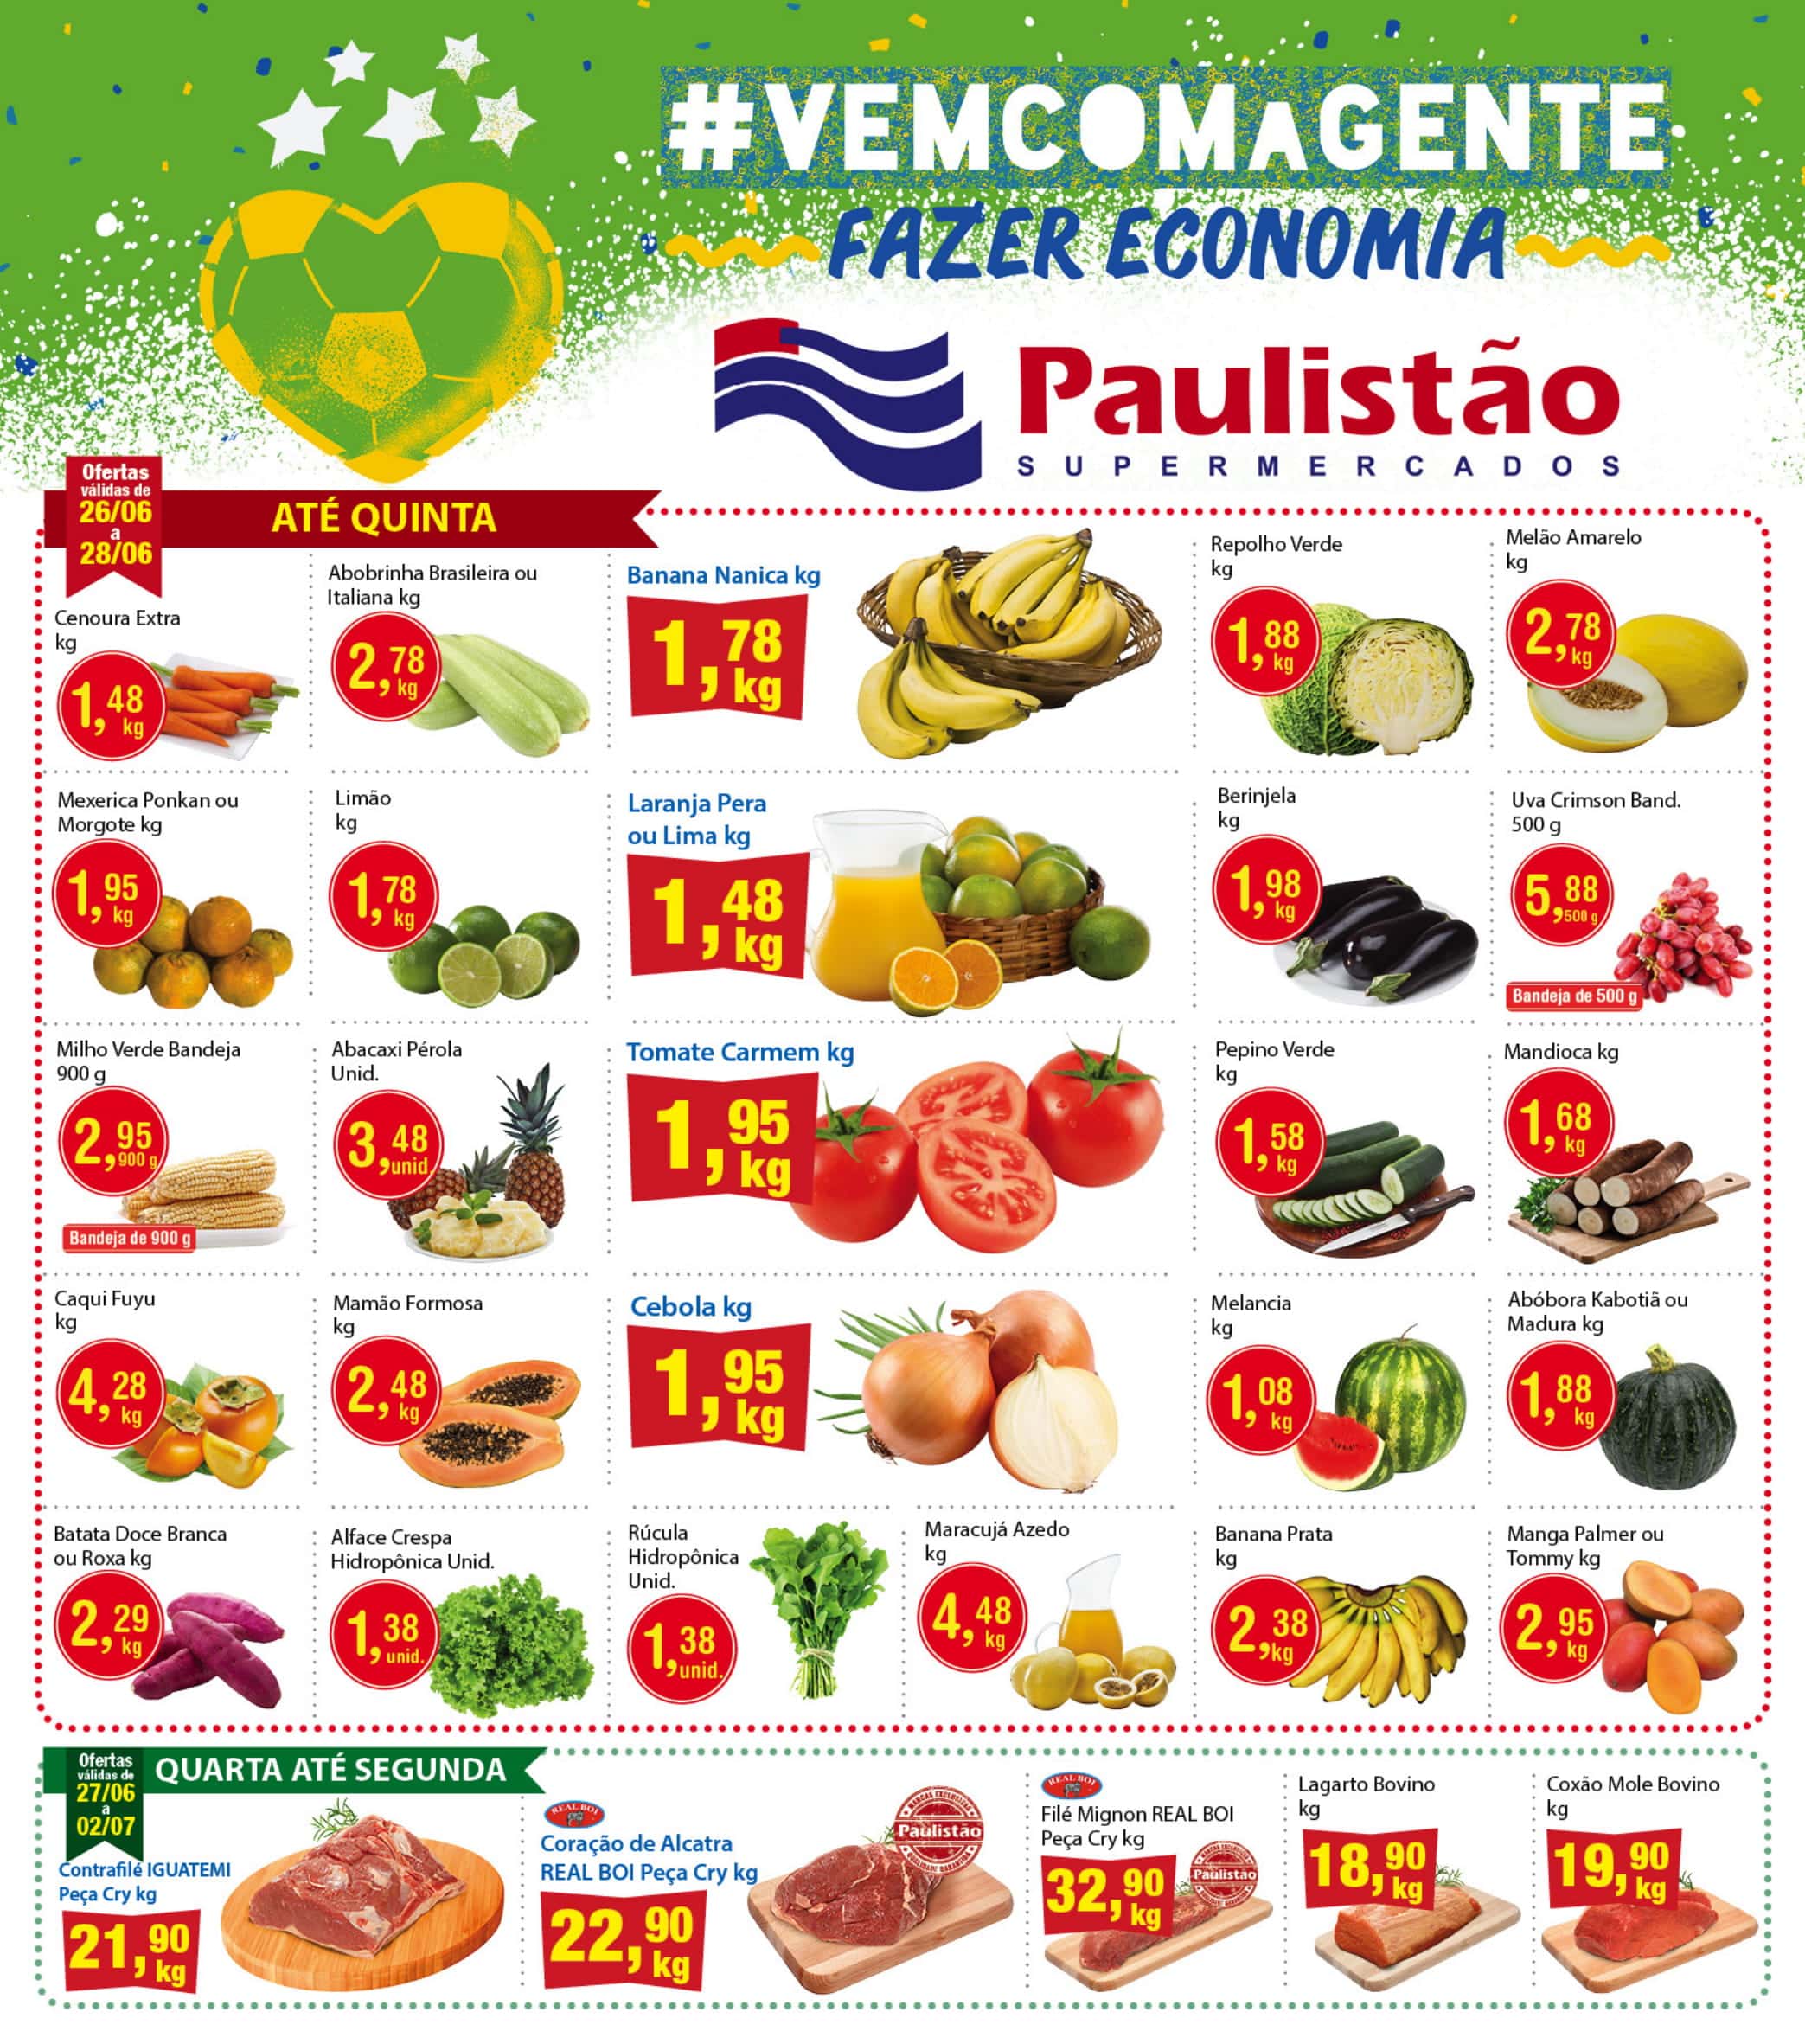 #VEMCOMAGENTE
FAZER ECONOMIA
Paulistão
SUPERMERCADOS
Ofertas
válidas de
26/06
a
28/06
ATÉ QUINTA
Cenoura Extra
kg
1,48
kg
Abobrinha Brasileira ou
Italiana kg
2,78
kg
Banana Nanica kg
1,78
kg
Repolho Verde
kg
1,88
kg
Melão Amarelo
kg
2,78
kg
Mexerica Ponkan ou
Morgote kg
1,95
kg
Limão
kg
1,78
kg
Laranja Pera
ou Lima kg
1,48
kg
Berinjela
kg
1,98
kg
Uva Crimson Band.
500 g
5,88
500 g
Bandeja de 500 g
Milho Verde Bandeja
900 g
2,95
900 g
Bandeja de 900 g
Abacaxi Pérola
Unid.
3,48
unid.
Tomate Carmem kg
1,95
kg
Pepino Verde
kg
1,58
kg
Mandioca kg
1,68
kg
Caqui Fuyu
kg
4,28
kg
Mamão Formosa
kg
2,48
kg
Cebola kg
1,95
kg
Melancia
kg
1,08
kg
Abóbora Kabotiã ou
Madura kg
1,88
kg
Batata Doce Branca
ou Roxa kg
2,29
kg
Alface Crespa
Hidropônica Unid.
1,38
unid.
Rúcula
Hidropônica
Unid.
1,38
unid.
Maracujá Azedo
kg
4,48
kg
Banana Prata
kg
2,38
kg
Manga Palmer ou
Tommy kg
2,95
kg
Ofertas
válidas de
27/06
a
02/07
QUARTA ATÉ SEGUNDA
Contrafilé IGUATEMI
Peça Cry kg
21,90
kg
REAL BOI
Coração de Alcatra
REAL BOI Peça Cry kg
22,90
kg
MARCAS EXCLUSIVAS
Paulistão
QUALIDADE GARANTIDA
REAL BOI
Filé Mignon REAL BOI
Peça Cry kg
32,90
kg
Paulistão
Lagarto Bovino
kg
18,90
kg
Coxão Mole Bovino
kg
19,90
kg